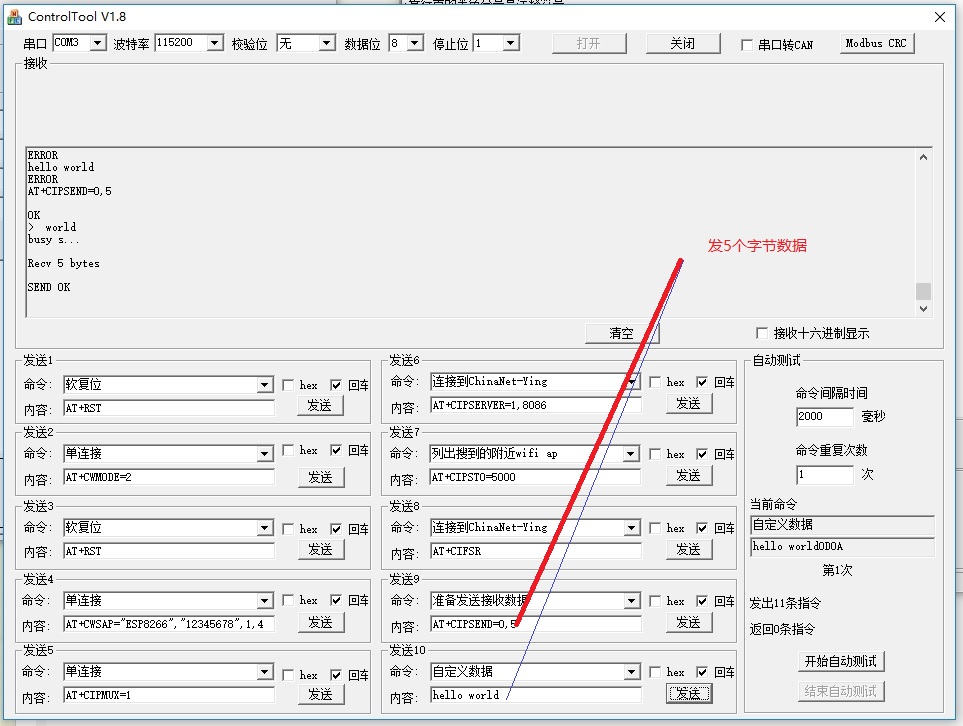 ControlTool V1.8
串口 COM3 波特率 115200 校验位 无 数据位 8 停止位 1 打开 关闭 串口转CAN Modbus CRC
接收
ERROR
hello world
ERROR
AT+CIPSEND=0,5
OK
> world
busy s...
Recv 5 bytes
SEND OK
发5个字节数据
清空 接收十六进制显示
发送1
命令: 软复位 hex 回车
内容: AT+RST 发送
发送2
命令: 单连接 hex 回车
内容: AT+CWMODE=2 发送
发送3
命令: 软复位 hex 回车
内容: AT+RST 发送
发送4
命令: 单连接 hex 回车
内容: AT+CWSAP="ESP8266","12345678",1,4 发送
发送5
命令: 单连接 hex 回车
内容: AT+CIPMUX=1 发送
发送6
命令: 连接到ChinaNet-Ying hex 回车
内容: AT+CIPSERVER=1,8086 发送
发送7
命令: 列出搜到的附近wifi ap hex 回车
内容: AT+CIPSTO=5000 发送
发送8
命令: 连接到ChinaNet-Ying hex 回车
内容: AT+CIFSR 发送
发送9
命令: 准备发送接收数据 hex 回车
内容: AT+CIPSEND=0,5 发送
发送10
命令: 自定义数据 hex 回车
内容: hello world 发送
自动测试
命令间隔时间
2000 毫秒
命令重复次数
1 次
当前命令
自定义数据
hello world0D0A
第1次
发出11条指令
返回0条指令
开始自动测试
结束自动测试